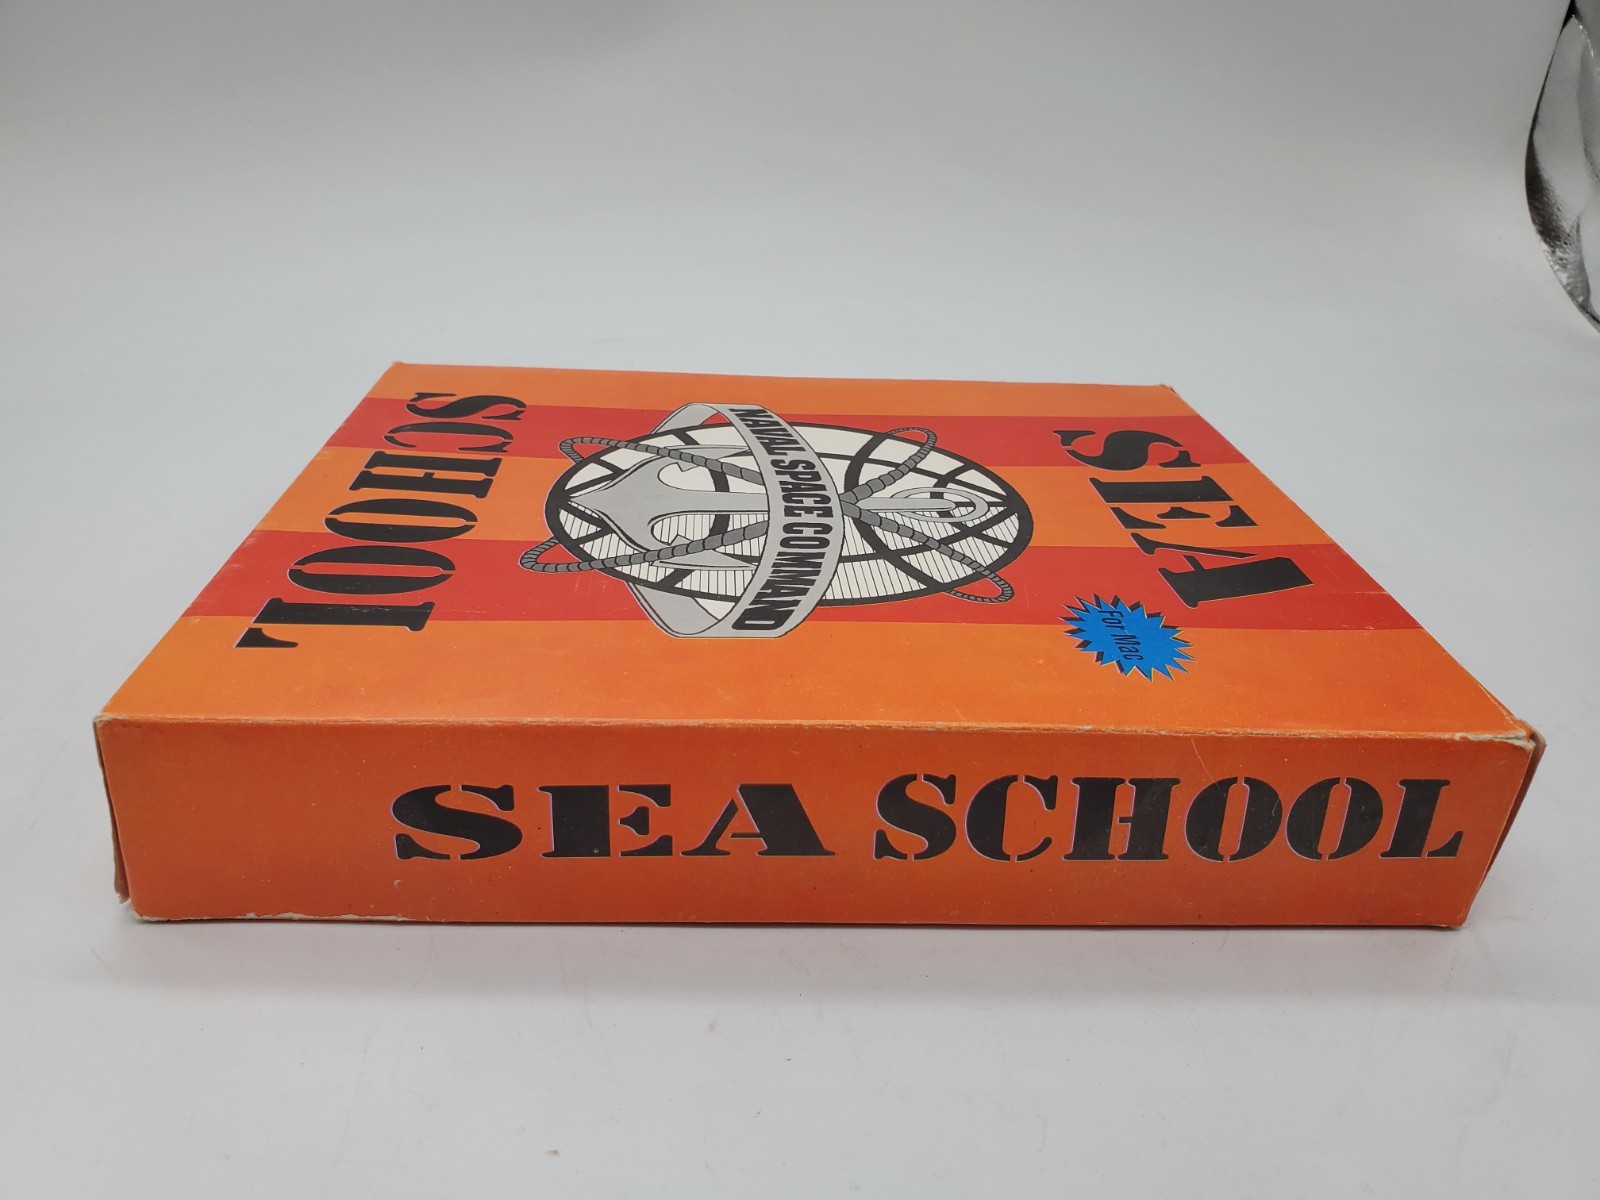 SEA
NAVAL SPACE COMMAND
SCHOOL
For Mac
SEA SCHOOL